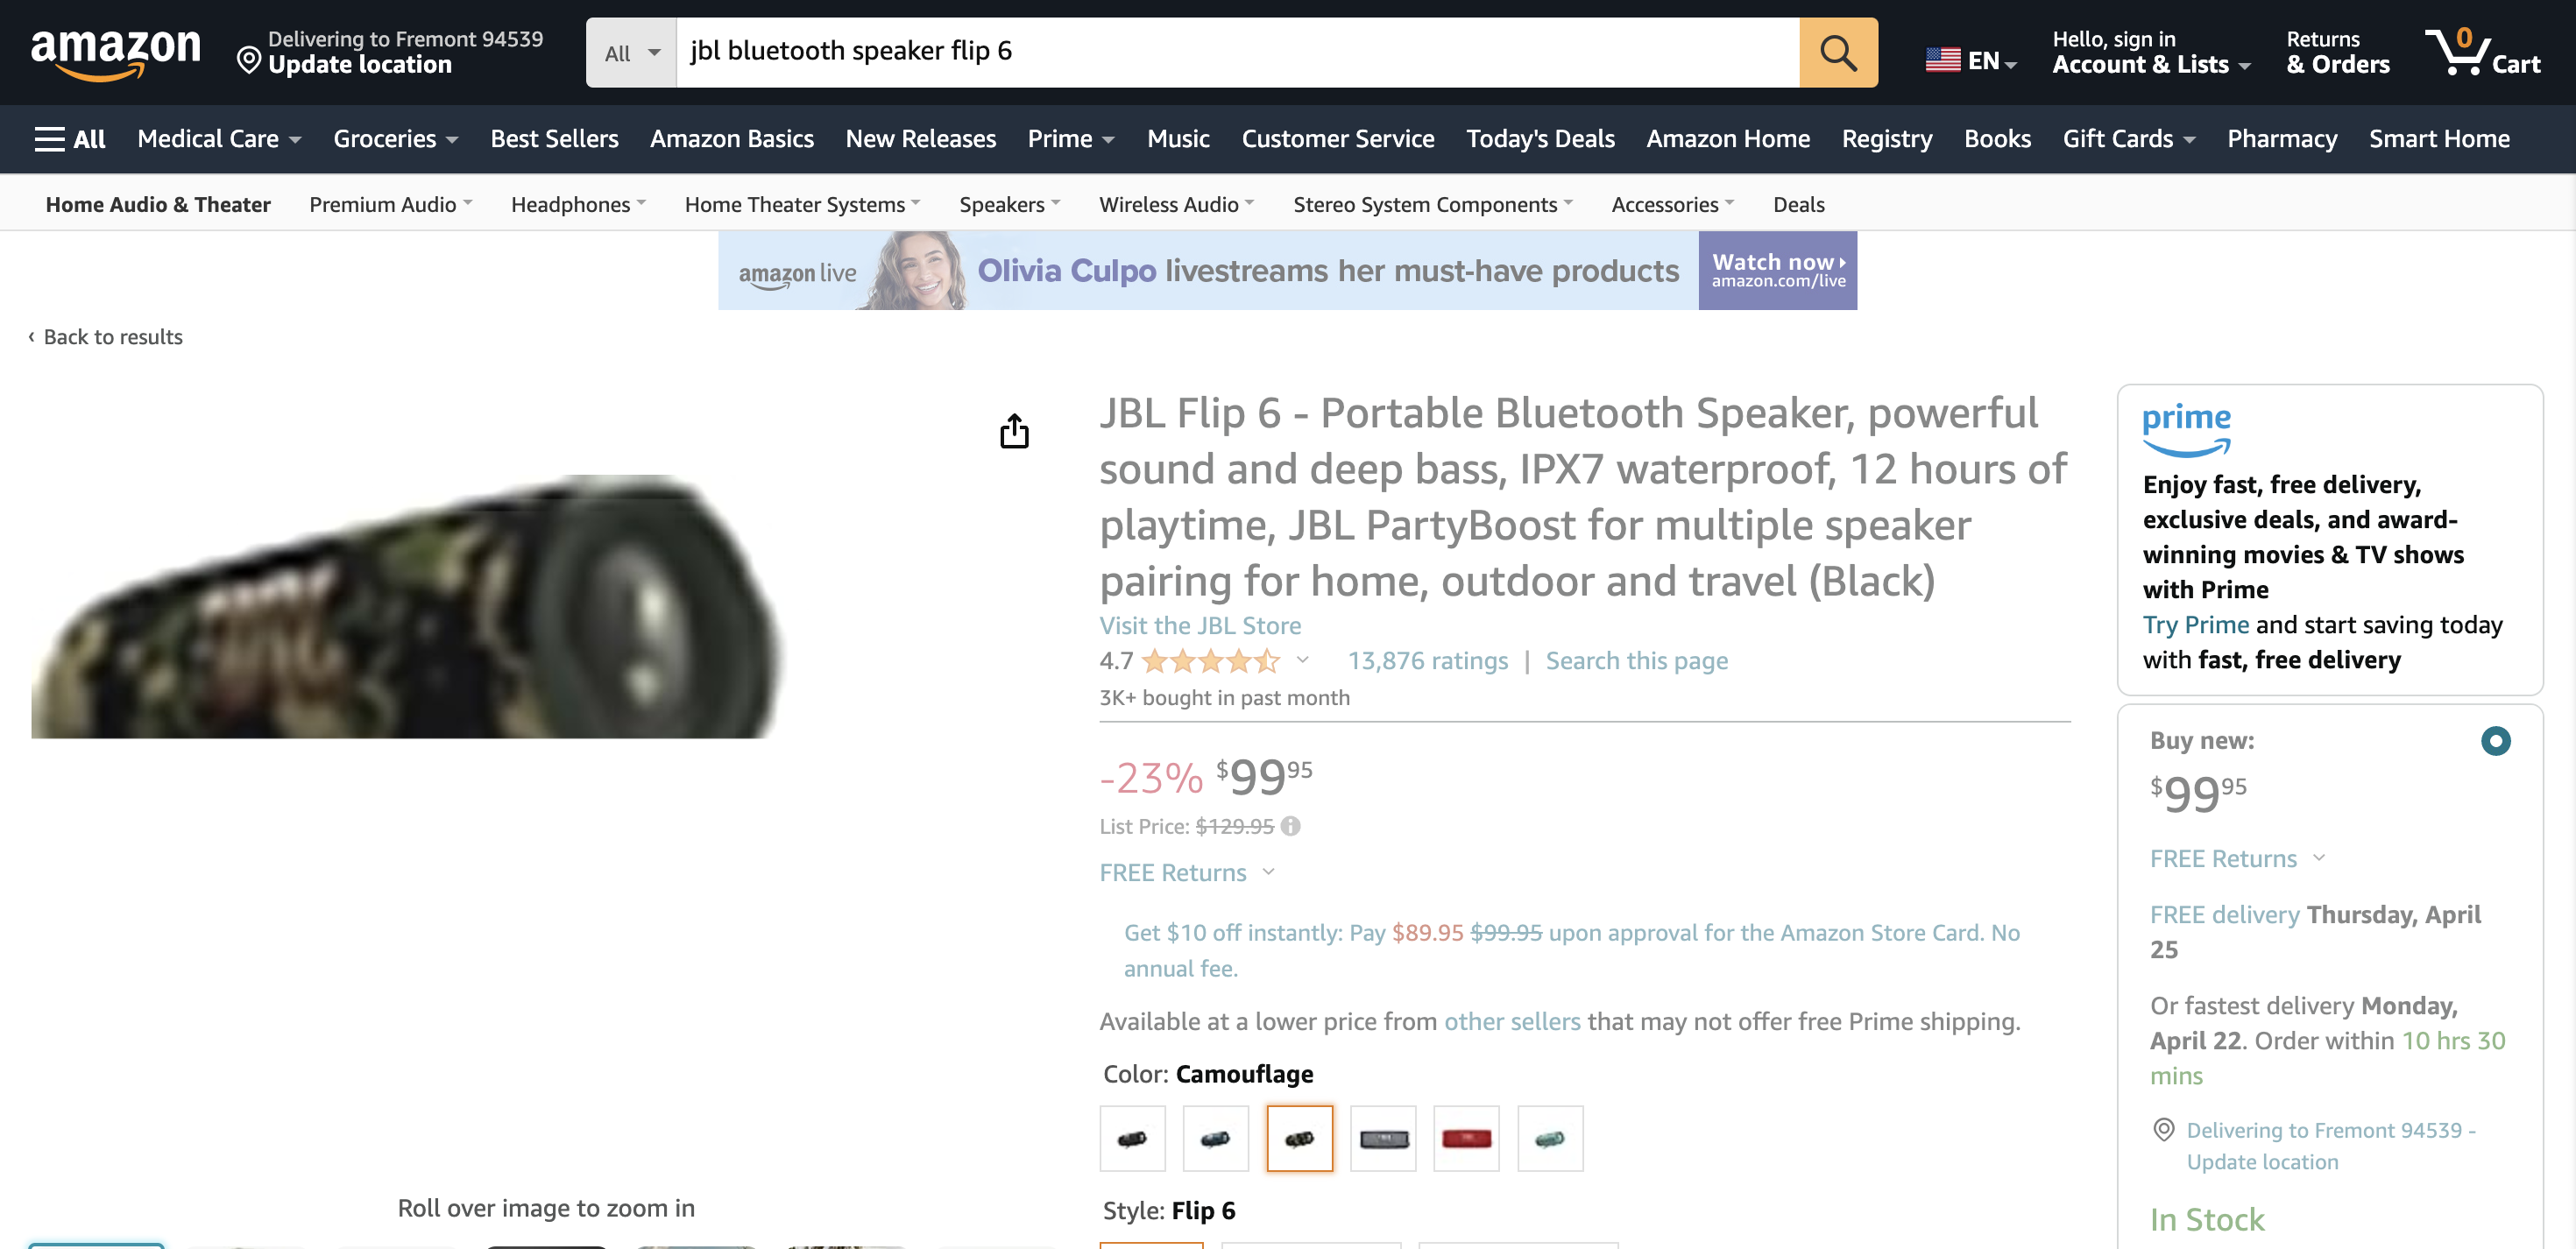 amazon
Delivering to Fremont 94539
Update location
All
jbl bluetooth speaker flip 6
EN
Hello, sign in
Account & Lists
Returns
& Orders
0
Cart
All
Medical Care
Groceries
Best Sellers
Amazon Basics
New Releases
Prime
Music
Customer Service
Today's Deals
Amazon Home
Registry
Books
Gift Cards
Pharmacy
Smart Home
Home Audio & Theater
Premium Audio
Headphones
Home Theater Systems
Speakers
Wireless Audio
Stereo System Components
Accessories
Deals
amazon live
Olivia Culpo livestreams her must-have products
Watch now
amazon.com/live
‹ Back to results
Roll over image to zoom in
JBL Flip 6 - Portable Bluetooth Speaker, powerful
sound and deep bass, IPX7 waterproof, 12 hours of
playtime, JBL PartyBoost for multiple speaker
pairing for home, outdoor and travel (Black)
Visit the JBL Store
4.7
13,876 ratings | Search this page
3K+ bought in past month
-23% $99 95
List Price: $129.95
FREE Returns
Get $10 off instantly: Pay $89.95 $99.95 upon approval for the Amazon Store Card. No
annual fee.
Available at a lower price from other sellers that may not offer free Prime shipping.
Color: Camouflage
Style: Flip 6
prime
Enjoy fast, free delivery,
exclusive deals, and award-
winning movies & TV shows
with Prime
Try Prime and start saving today
with fast, free delivery
Buy new:
$99 95
FREE Returns
FREE delivery Thursday, April
25
Or fastest delivery Monday,
April 22. Order within 10 hrs 30
mins
Delivering to Fremont 94539 -
Update location
In Stock